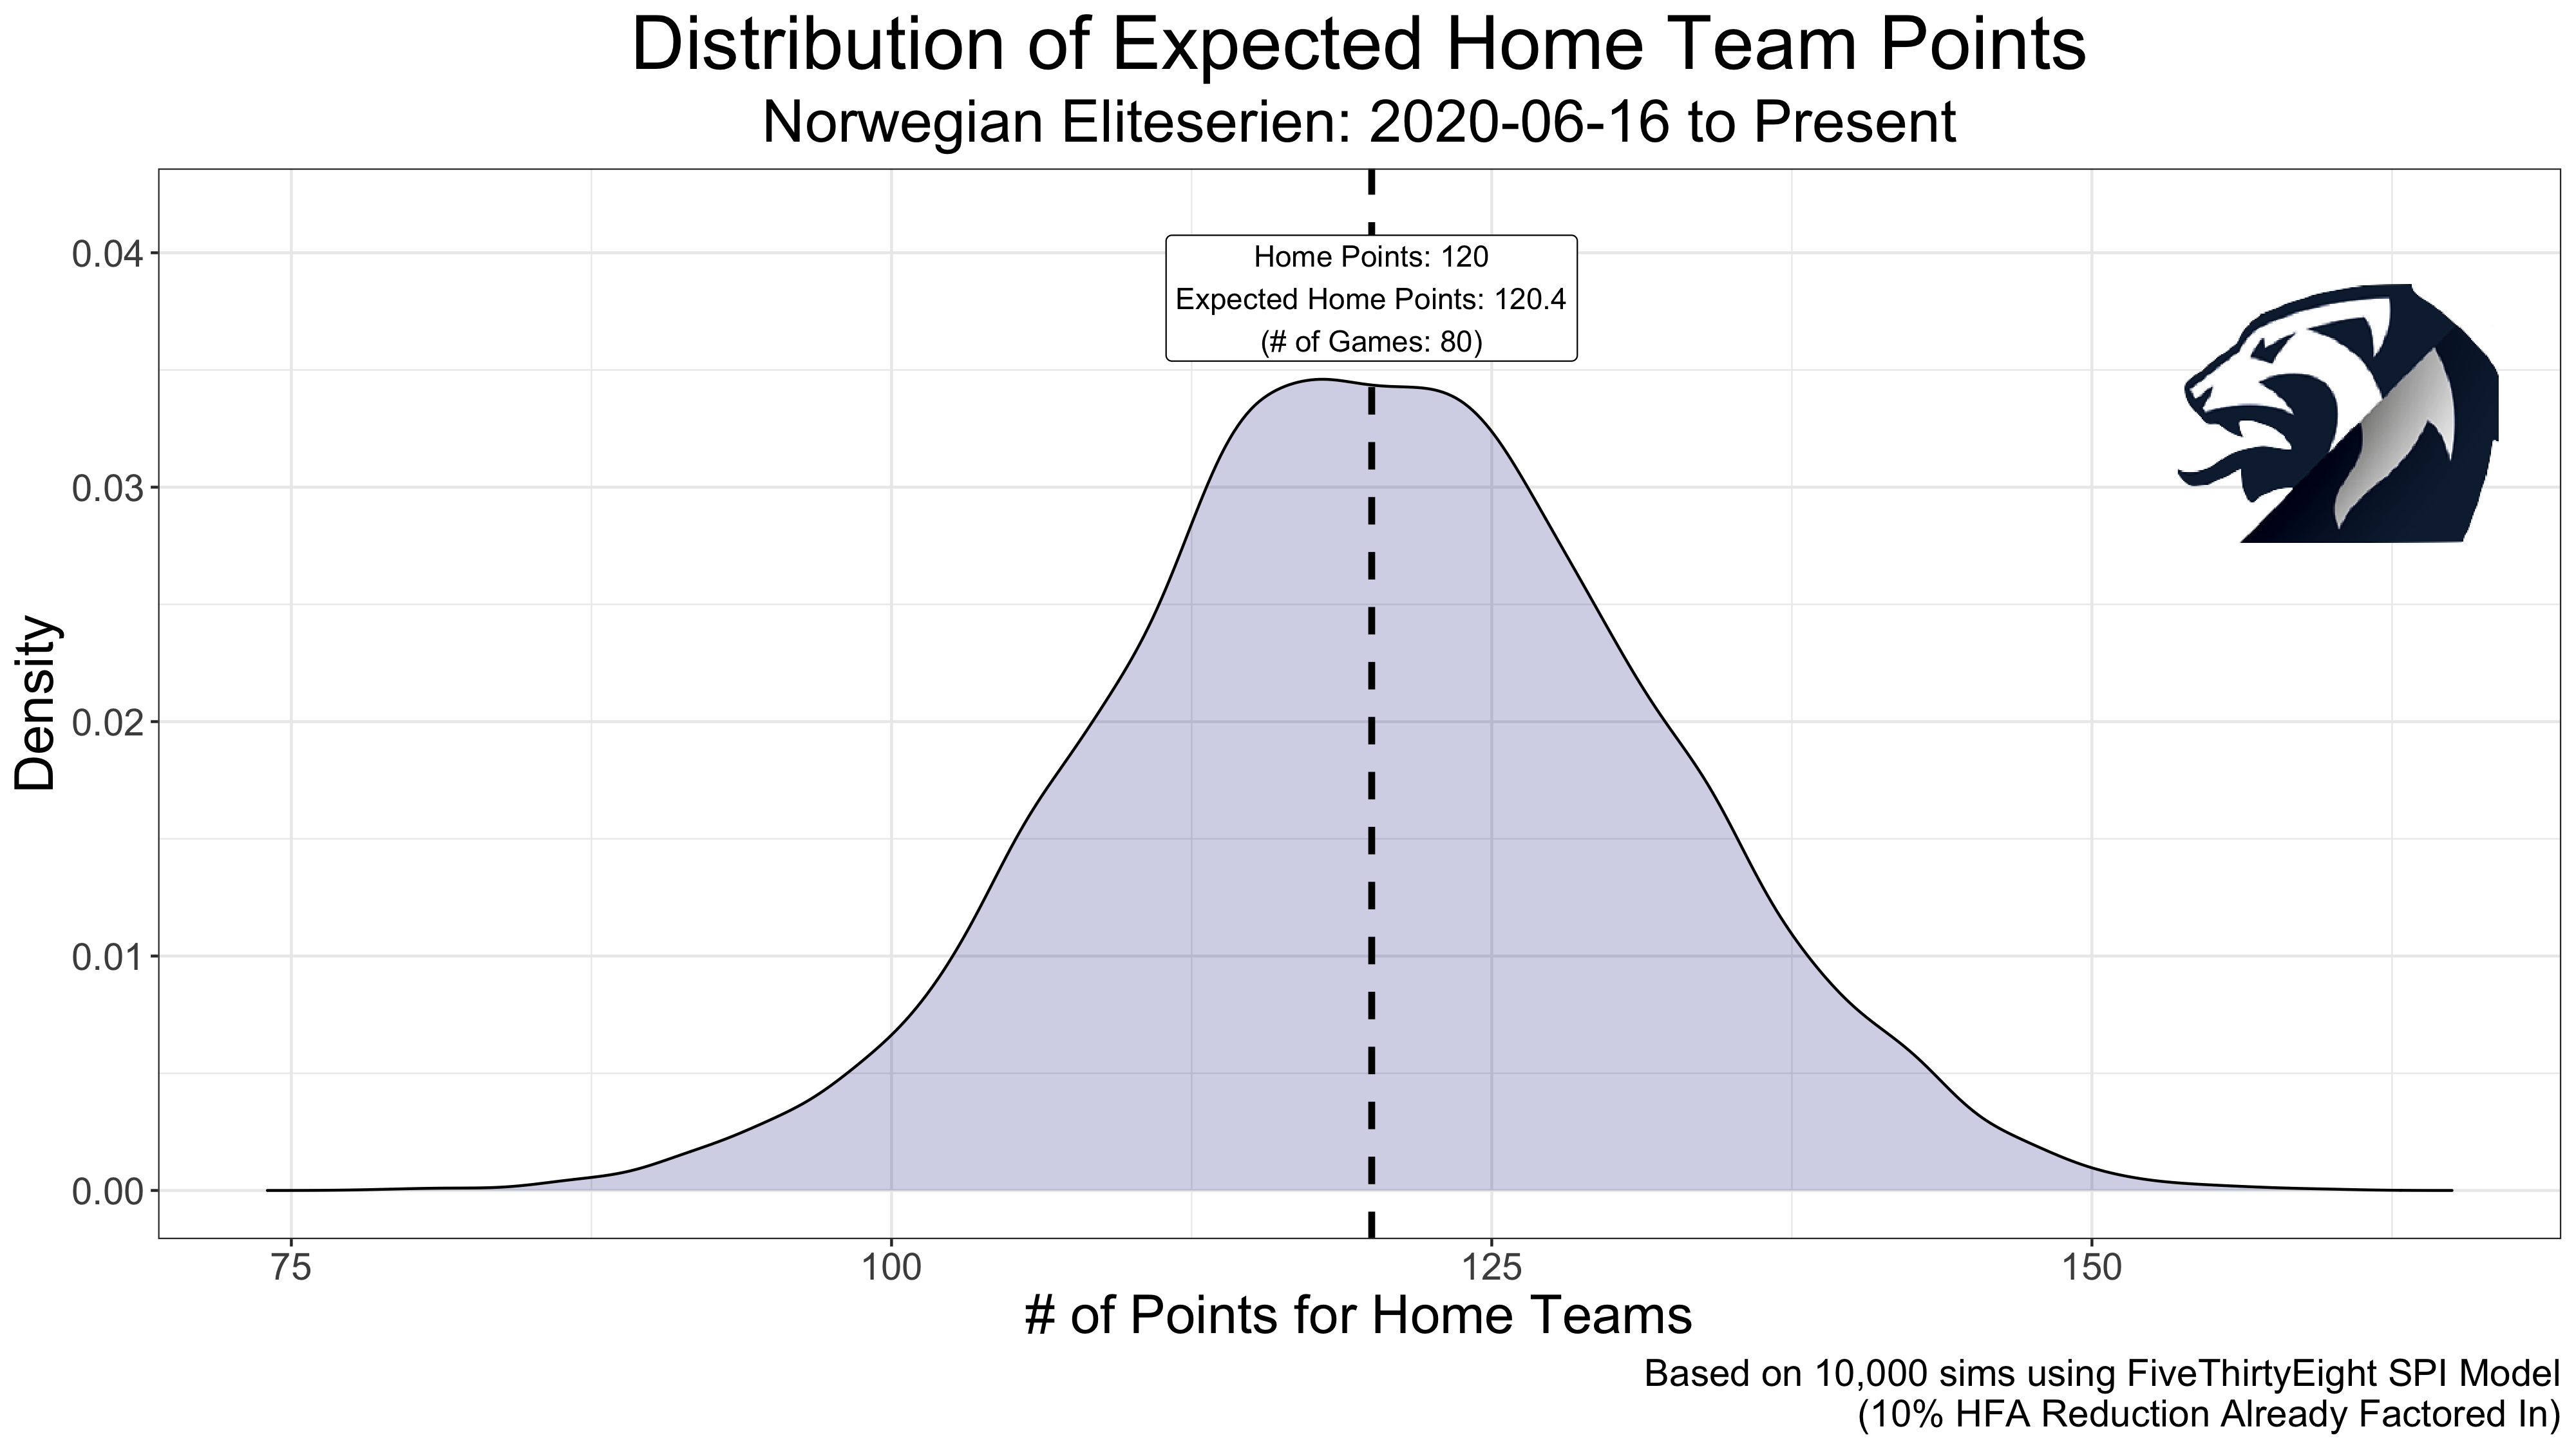 Distribution of Expected Home Team Points
Norwegian Eliteserien: 2020-06-16 to Present
Home Points: 120
Expected Home Points: 120.4
(# of Games: 80)
0.04
0.03
0.02
0.01
0.00
Density
75
100
125
150
# of Points for Home Teams
Based on 10,000 sims using FiveThirtyEight SPI Model
(10% HFA Reduction Already Factored In)